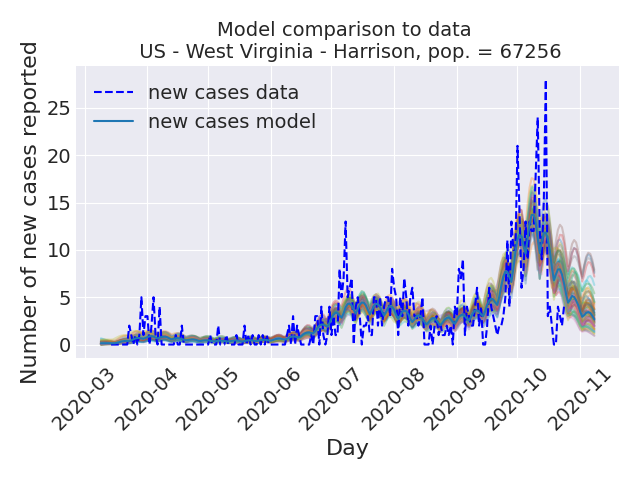 Model comparison to data
US - West Virginia - Harrison, pop. = 67256
new cases data
new cases model
Number of new cases reported
25
20
15
10
5
0
2020-03
2020-04
2020-05
2020-06
2020-07
2020-08
2020-09
2020-10
2020-11
Day